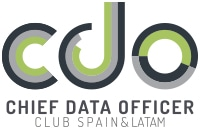 cdo
CHIEF DATA OFFICER
CLUB SPAIN&LATAM